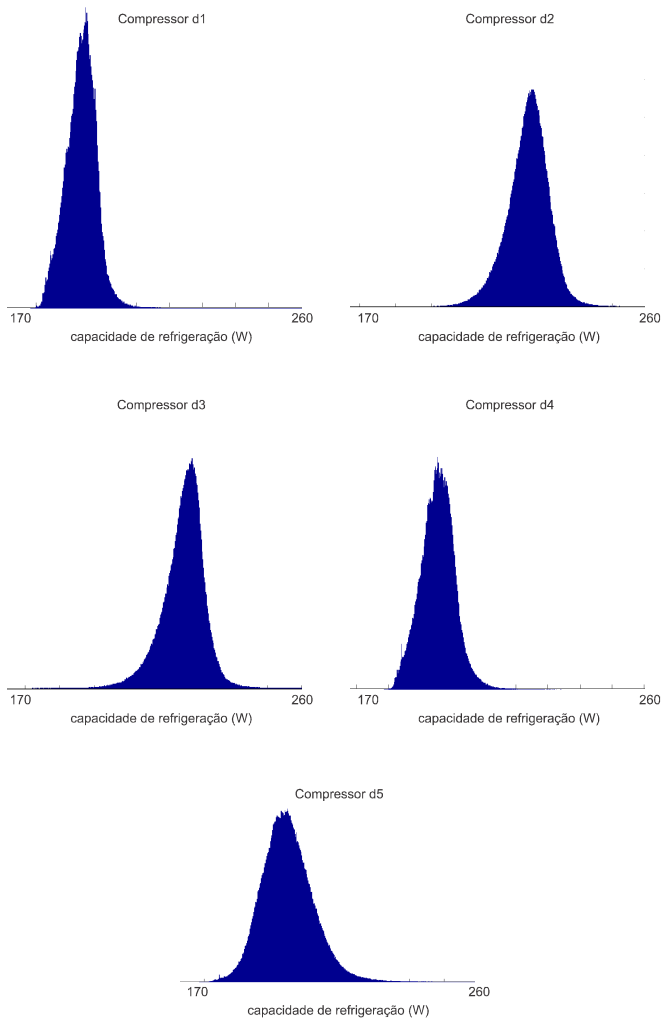 Compressor d1
170 260
capacidade de refrigeração (W)
Compressor d2
170 260
capacidade de refrigeração (W)
Compressor d3
170 260
capacidade de refrigeração (W)
Compressor d4
170 260
capacidade de refrigeração (W)
Compressor d5
170 260
capacidade de refrigeração (W)